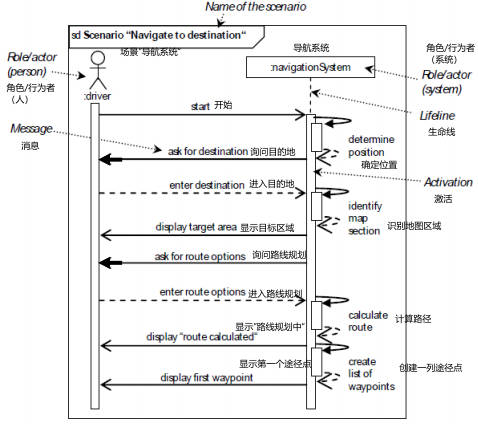 Name of the scenario
sd Scenario "Navigate to destination"
场景"导航系统"
导航系统
角色/行为者
(系统)
Role/actor
(person)
角色/行为者
(人)
:navigationSystem
Role/actor
(system)
:driver
start 开始
Lifeline
生命线
Message
消息
ask for destination 询问目的地
determine
position
确定位置
enter destination 进入目的地
Activation
激活
identify
map
section
识别地图区域
display target area 显示目标区域
ask for route options 询问路线规划
enter route options 进入路线规划
calculate
route
计算路径
显示"路线规划中"
display "route calculated"
显示第一个途径点
create
list of
waypoints
创建一列途径点
display first waypoint